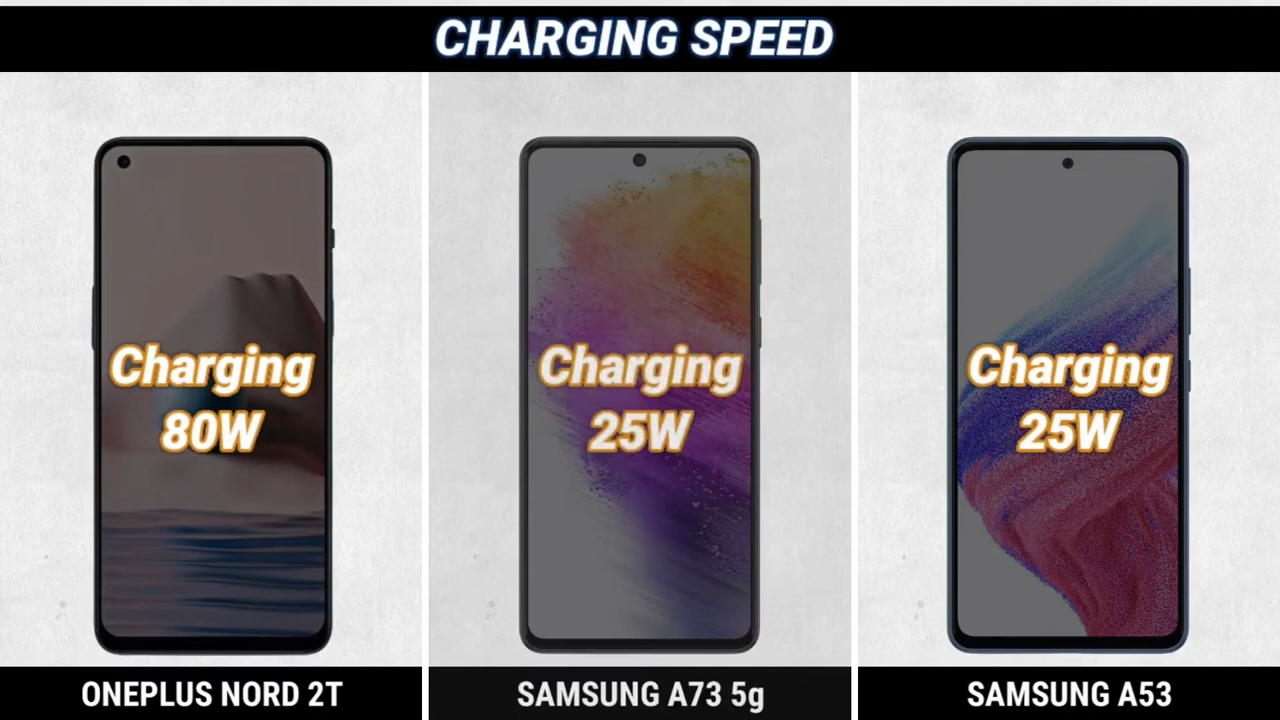 CHARGING SPEED
Charging
80W
Charging
25W
Charging
25W
ONEPLUS NORD 2T
SAMSUNG A73 5g
SAMSUNG A53